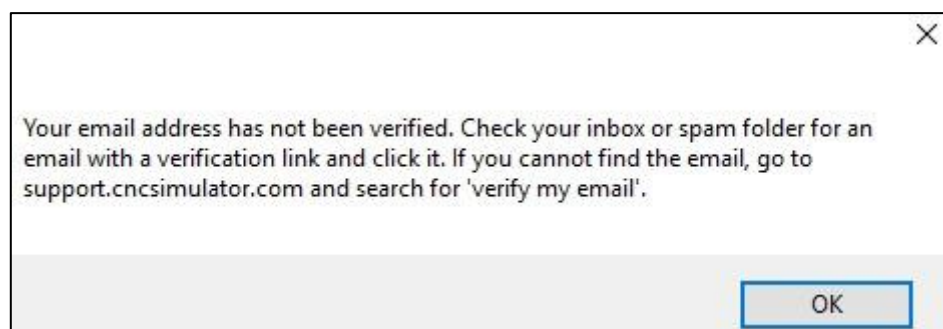 Your email address has not been verified. Check your inbox or spam folder for an
email with a verification link and click it. If you cannot find the email, go to
support.cncsimulator.com and search for 'verify my email'.
OK